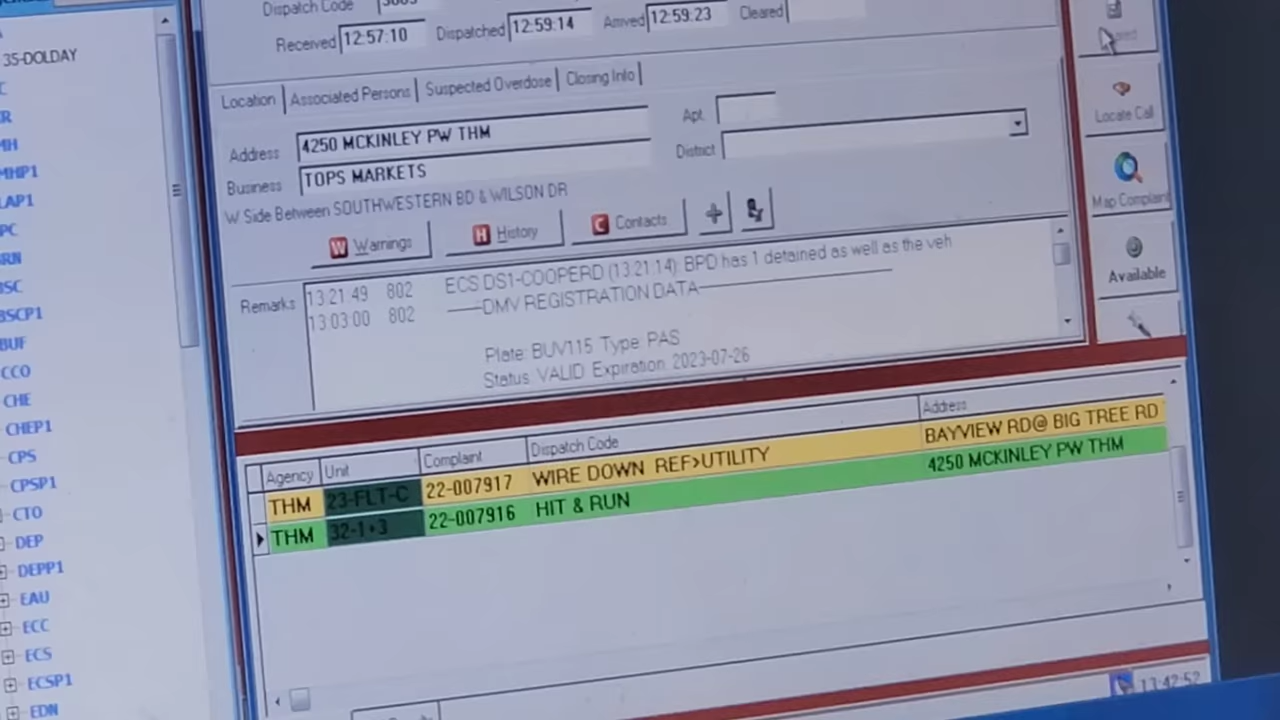 35-DOLDAY
MHP1
LAP1
BSCP1
BUF
CCO
CHE
CHEP1
CPS
CPSP1
CTO
DEP
DEPP1
EAU
ECC
ECS
ECSP1
EDN
Dispatch Code
Received 12:57:10 Dispatched 12:59:14 Arrived 12:59:23 Cleared
Location Associated Persons Suspected Overdose Closing Info
Address 4250 MCKINLEY PW THM Apt.
Business TOPS MARKETS District
W Side Between SOUTHWESTERN BD & WILSON DR
W Warnings H History C Contacts
Remarks 13:21:49 802 ECS DS1-COOPERD (13:21:14): BPD has 1 detained as well as the veh
13:03:00 802 -----DMV REGISTRATION DATA-----
Plate: BUV115 Type: PAS
Status: VALID Expiration: 2023-07-26
Locate Call
Map Complaint
Available
Agency Unit Complaint Dispatch Code Address
THM 23-FLT-C 22-007917 WIRE DOWN REF>UTILITY BAYVIEW RD@ BIG TREE RD
THM 32-1+3 22-007916 HIT & RUN 4250 MCKINLEY PW THM
13:42:52